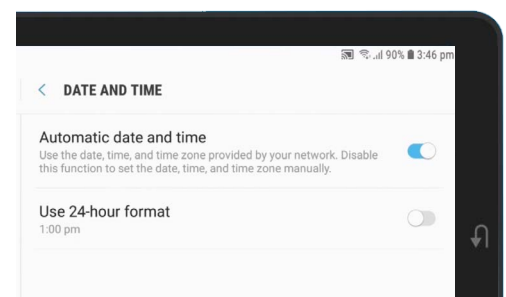 90% 3:46 pm
DATE AND TIME
Automatic date and time
Use the date, time, and time zone provided by your network. Disable
this function to set the date, time, and time zone manually.
Use 24-hour format
1:00 pm